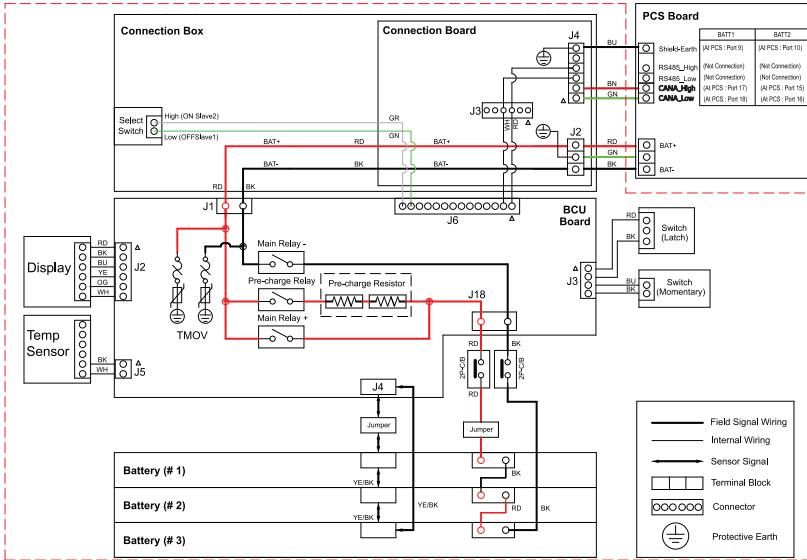 Connection Box
Connection Board
PCS Board
J4
BU
BATT1
BATT2
Shield-Earth
(At PCS : Port 9)
(At PCS : Port 10)
RS485_High
(Not Connection)
(Not Connection)
RS485_Low
(Not Connection)
(Not Connection)
BN
CANA_High
(At PCS : Port 17)
(At PCS : Port 15)
GN
CANA_Low
(At PCS : Port 18)
(At PCS : Port 16)
Select
Switch
High (ON Slave2)
Low (OFFSlave1)
GR
GN
J3
WH
RD
J2
BAT+
RD
BAT+
RD
BAT+
GN
BAT-
BK
BAT-
BK
BAT-
RD
BK
J1
J6
BCU
Board
Display
RD
BK
BU
YE
OG
WH
J2
Main Relay -
Pre-charge Relay
Pre-charge Resistor
Main Relay +
TMOV
J18
J3
RD
BK
Switch
(Latch)
BU
BK
Switch
(Momentary)
Temp
Sensor
BK
WH
J5
RD
BK
2P-C/B
2P-C/B
RD
J4
Jumper
Jumper
Battery (# 1)
YE/BK
BK
Battery (# 2)
YE/BK
YE/BK
RD
BK
Battery (# 3)
Field Signal Wiring
Internal Wiring
Sensor Signal
Terminal Block
Connector
Protective Earth